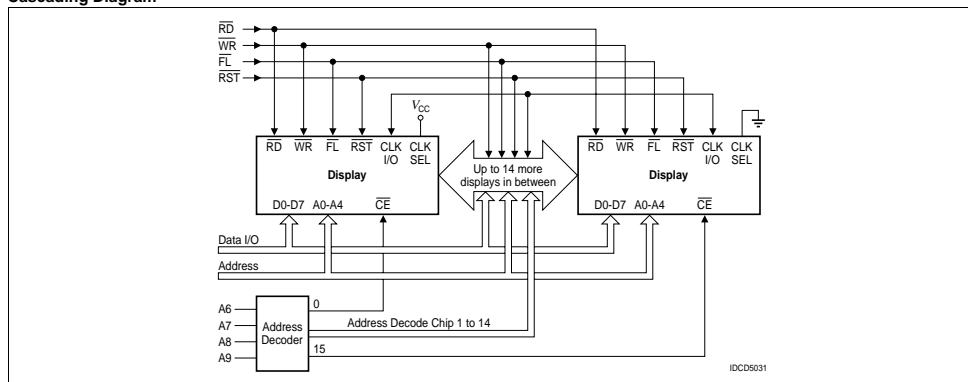 Cascading Diagram
RD
WR
FL
RST
VCC
RD WR FL RST CLK I/O CLK SEL
Display
D0-D7 A0-A4 CE
Up to 14 more
displays in between
RD WR FL RST CLK I/O CLK SEL
Display
D0-D7 A0-A4 CE
Data I/O
Address
A6
A7
A8
A9
Address
Decoder
0
Address Decode Chip 1 to 14
15
IDCD5031